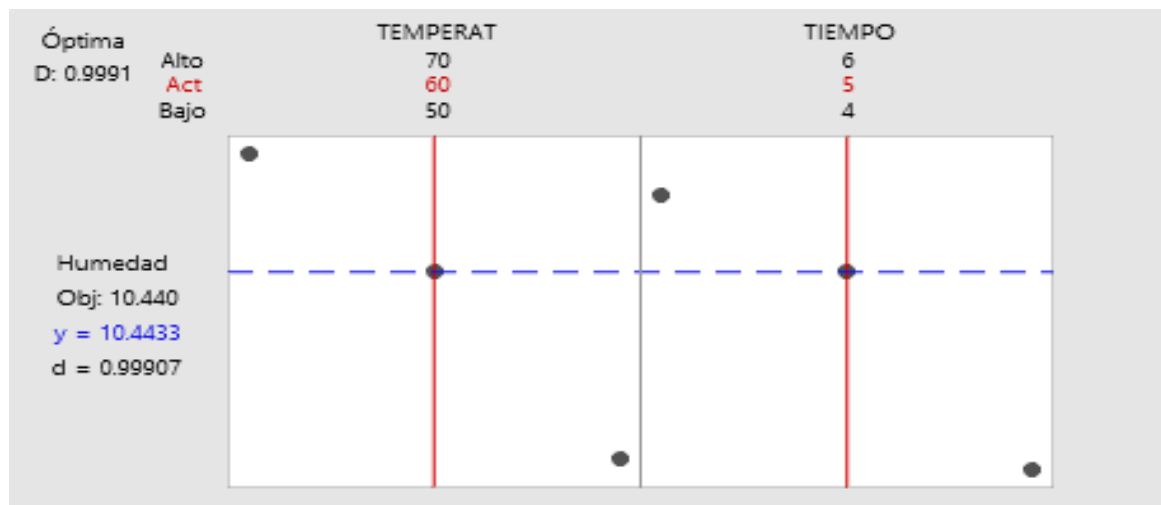 Óptima
D: 0.9991
Alto
Act
Bajo
TEMPERAT
70
60
50
TIEMPO
6
5
4
Humedad
Obj: 10.440
y = 10.4433
d = 0.99907